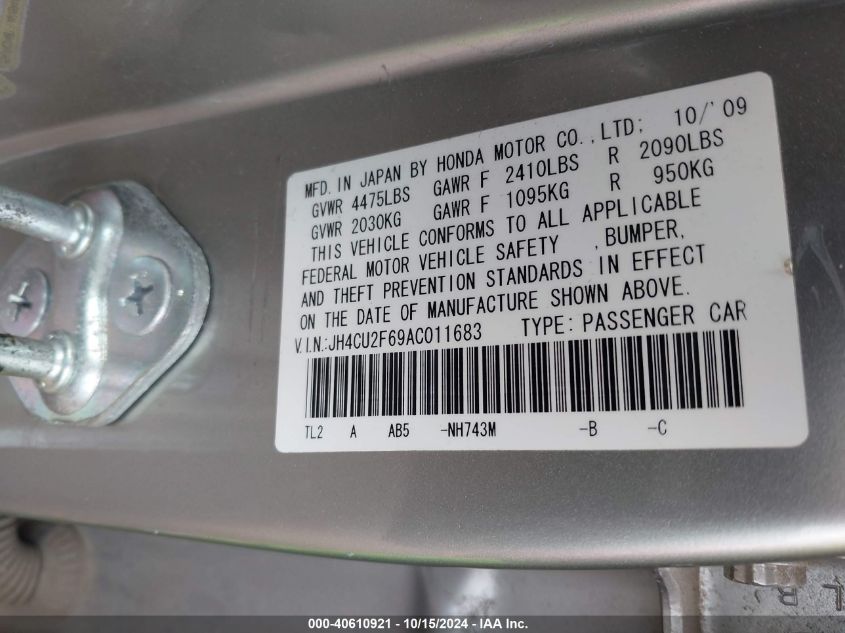 MFD. IN JAPAN BY HONDA MOTOR CO.,LTD; 10/'09
GVWR 4475LBS GAWR F 2410LBS R 2090LBS
GVWR 2030KG GAWR F 1095KG R 950KG
THIS VEHICLE CONFORMS TO ALL APPLICABLE
FEDERAL MOTOR VEHICLE SAFETY ,BUMPER,
AND THEFT PREVENTION STANDARDS IN EFFECT
ON THE DATE OF MANUFACTURE SHOWN ABOVE.
V.I.N:JH4CU2F69AC011683 TYPE: PASSENGER CAR
TL2 A AB5 -NH743M -B -C
LR
000-40610921 - 10/15/2024 - IAA Inc.